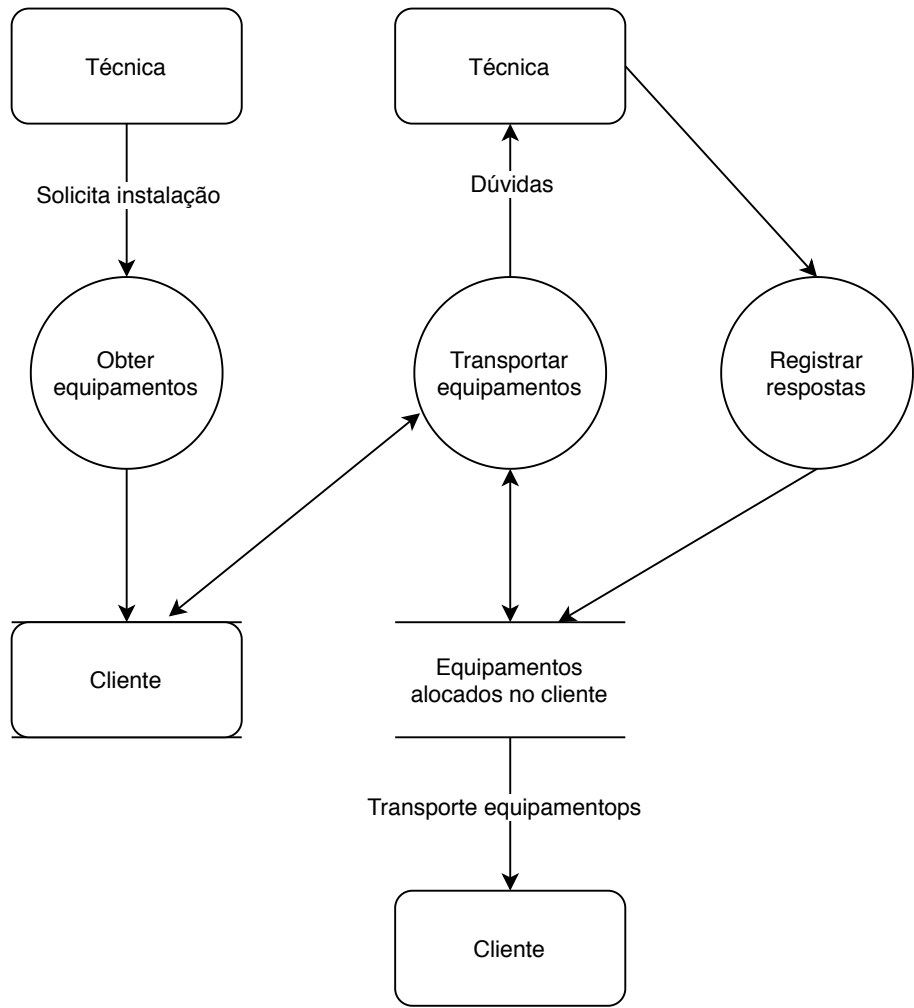 Técnica
Técnica
Solicita instalação
Dúvidas
Obter
equipamentos
Transportar
equipamentos
Registrar
respostas
Cliente
Equipamentos
alocados no cliente
Transporte equipamentops
Cliente